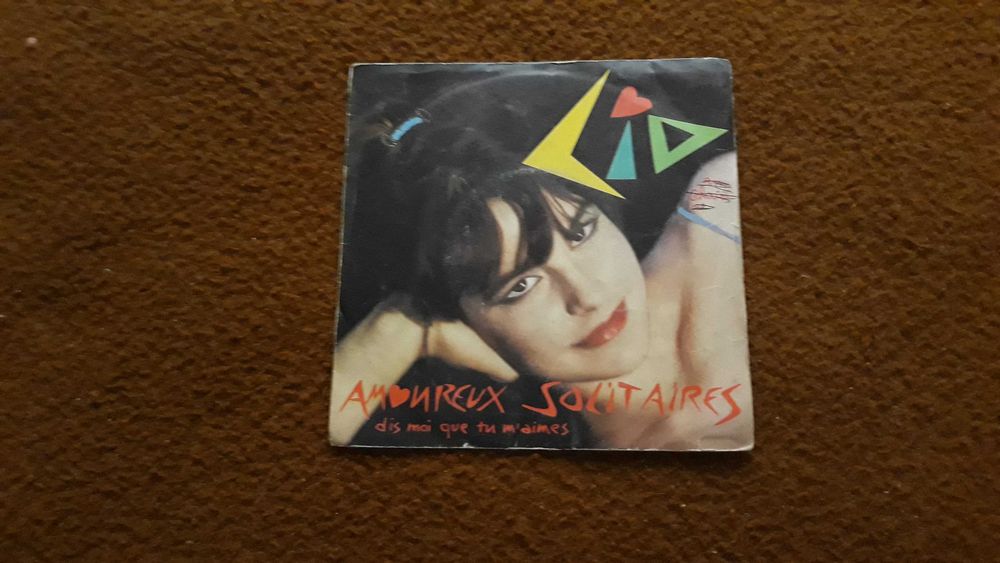 Lio
AMOUREUX SOLITAIRES
dis moi que tu m'aimes